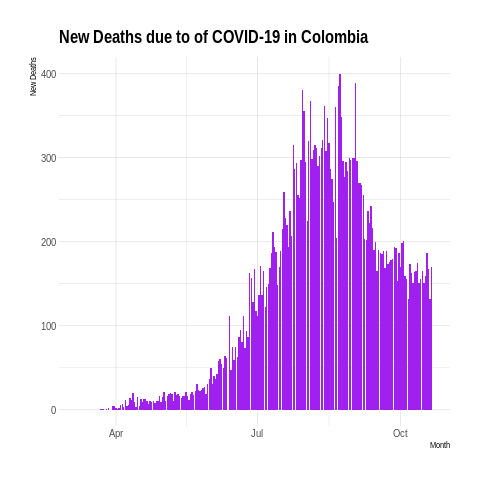 New Deaths due to of COVID-19 in Colombia
New Deaths
400
300
200
100
0
Apr
Jul
Oct
Month